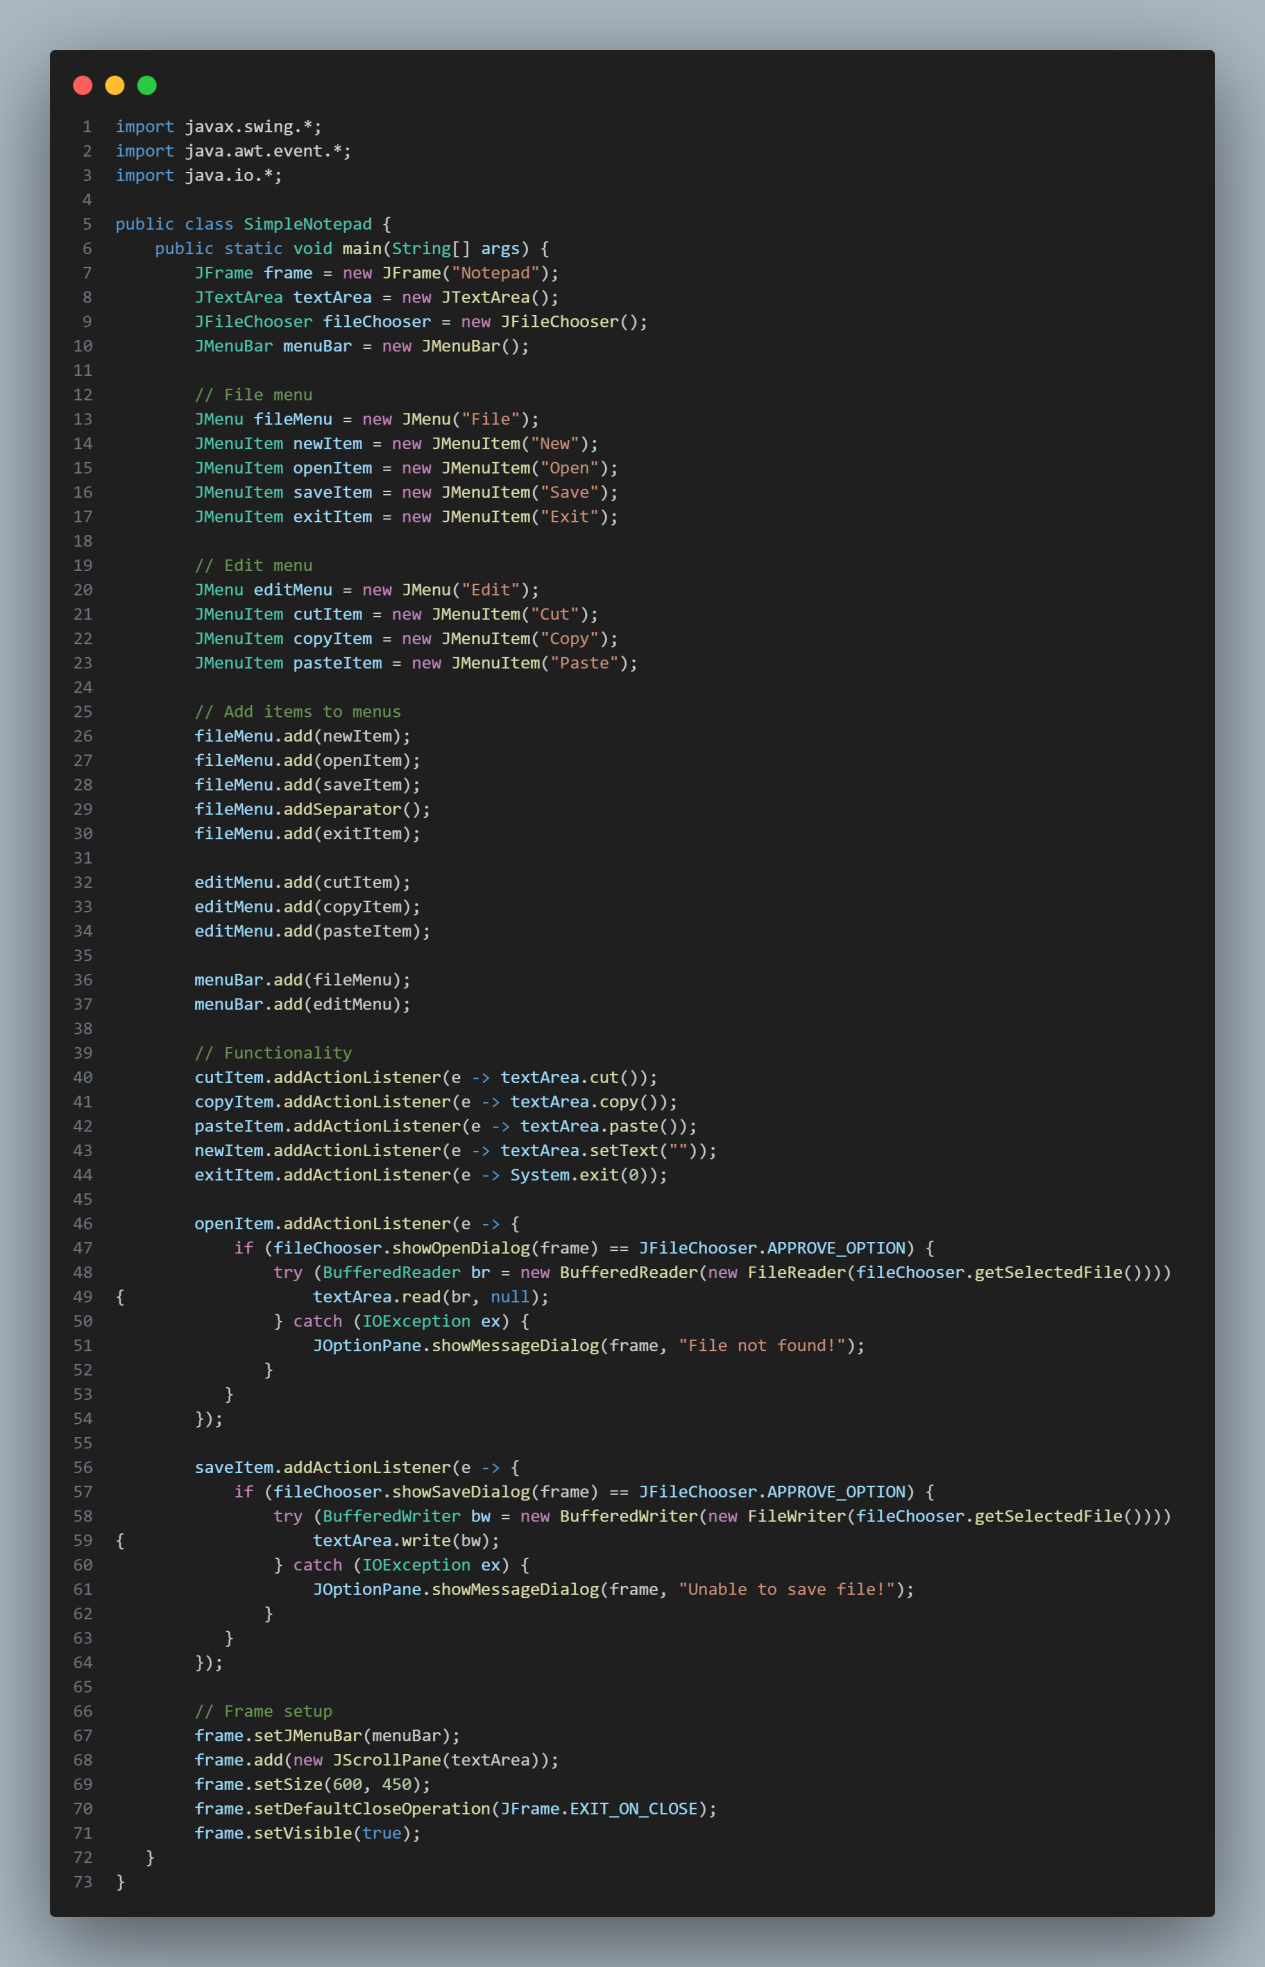 1 import javax.swing.*;
2 import java.awt.event.*;
3 import java.io.*;
4
5 public class SimpleNotepad {
6     public static void main(String[] args) {
7         JFrame frame = new JFrame("Notepad");
8         JTextArea textArea = new JTextArea();
9         JFileChooser fileChooser = new JFileChooser();
10         JMenuBar menuBar = new JMenuBar();
11
12         // File menu
13         JMenu fileMenu = new JMenu("File");
14         JMenuItem newItem = new JMenuItem("New");
15         JMenuItem openItem = new JMenuItem("Open");
16         JMenuItem saveItem = new JMenuItem("Save");
17         JMenuItem exitItem = new JMenuItem("Exit");
18
19         // Edit menu
20         JMenu editMenu = new JMenu("Edit");
21         JMenuItem cutItem = new JMenuItem("Cut");
22         JMenuItem copyItem = new JMenuItem("Copy");
23         JMenuItem pasteItem = new JMenuItem("Paste");
24
25         // Add items to menus
26         fileMenu.add(newItem);
27         fileMenu.add(openItem);
28         fileMenu.add(saveItem);
29         fileMenu.addSeparator();
30         fileMenu.add(exitItem);
31
32         editMenu.add(cutItem);
33         editMenu.add(copyItem);
34         editMenu.add(pasteItem);
35
36         menuBar.add(fileMenu);
37         menuBar.add(editMenu);
38
39         // Functionality
40         cutItem.addActionListener(e -> textArea.cut());
41         copyItem.addActionListener(e -> textArea.copy());
42         pasteItem.addActionListener(e -> textArea.paste());
43         newItem.addActionListener(e -> textArea.setText(""));
44         exitItem.addActionListener(e -> System.exit(0));
45
46         openItem.addActionListener(e -> {
47             if (fileChooser.showOpenDialog(frame) == JFileChooser.APPROVE_OPTION) {
48                 try (BufferedReader br = new BufferedReader(new FileReader(fileChooser.getSelectedFile())))
49 {                   textArea.read(br, null);
50                 } catch (IOException ex) {
51                     JOptionPane.showMessageDialog(frame, "File not found!");
52                }
53            }
54         });
55
56         saveItem.addActionListener(e -> {
57             if (fileChooser.showSaveDialog(frame) == JFileChooser.APPROVE_OPTION) {
58                 try (BufferedWriter bw = new BufferedWriter(new FileWriter(fileChooser.getSelectedFile())))
59 {                   textArea.write(bw);
60                 } catch (IOException ex) {
61                     JOptionPane.showMessageDialog(frame, "Unable to save file!");
62                }
63            }
64         });
65
66         // Frame setup
67         frame.setJMenuBar(menuBar);
68         frame.add(new JScrollPane(textArea));
69         frame.setSize(600, 450);
70         frame.setDefaultCloseOperation(JFrame.EXIT_ON_CLOSE);
71         frame.setVisible(true);
72    }
73 }